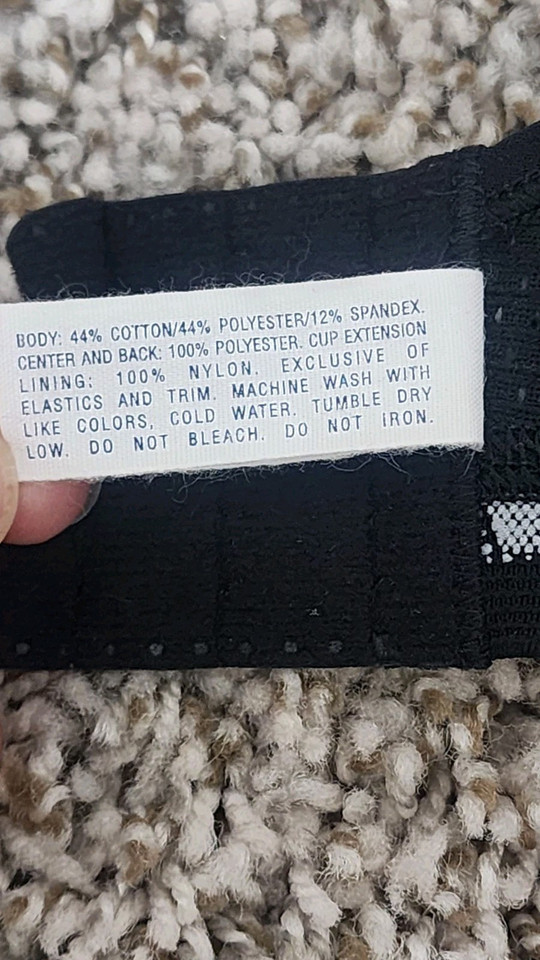 BODY: 44% COTTON/44% POLYESTER/12% SPANDEX.
CENTER AND BACK: 100% POLYESTER. CUP EXTENSION
LINING: 100% NYLON. EXCLUSIVE OF
ELASTICS AND TRIM. MACHINE WASH WITH
LIKE COLORS, COLD WATER. TUMBLE DRY
LOW. DO NOT BLEACH. DO NOT IRON.